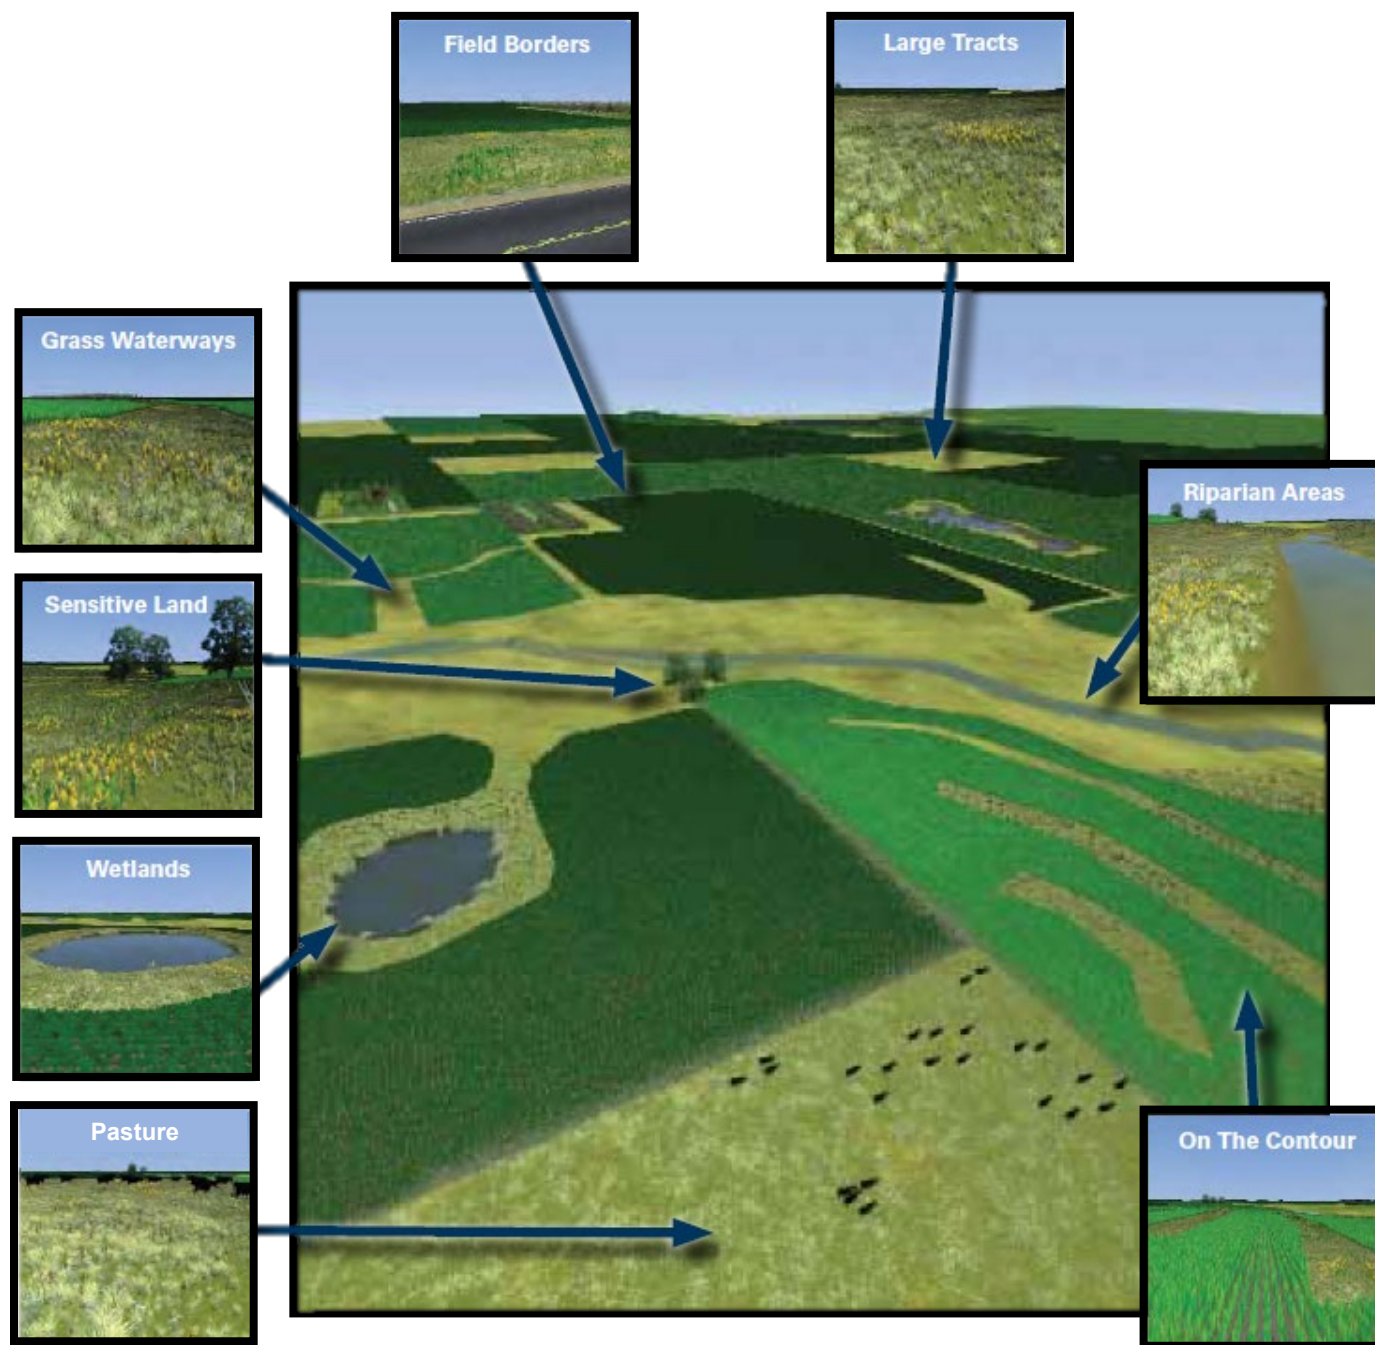 Field Borders
Large Tracts
Grass Waterways
Riparian Areas
Sensitive Land
Wetlands
Pasture
On The Contour